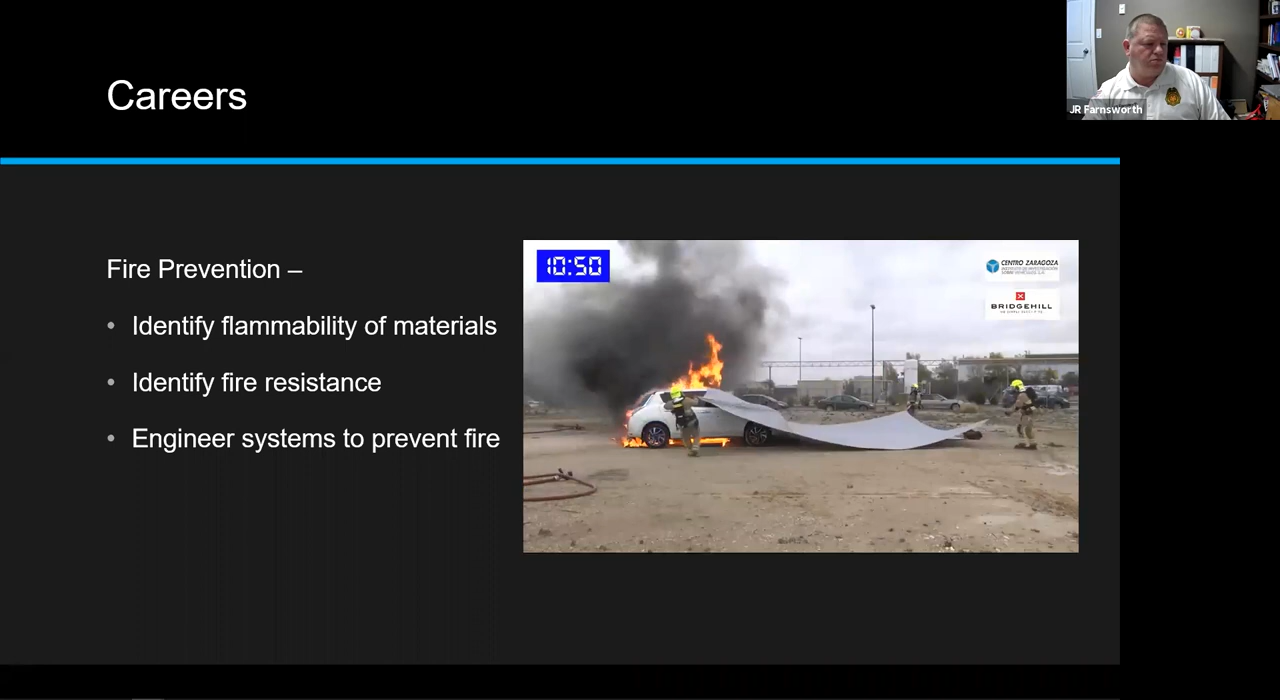 Careers
JR Farnsworth
Fire Prevention –
• Identify flammability of materials
• Identify fire resistance
• Engineer systems to prevent fire
10:50
CENTRO ZARAGOZA
BRIDGEHILL